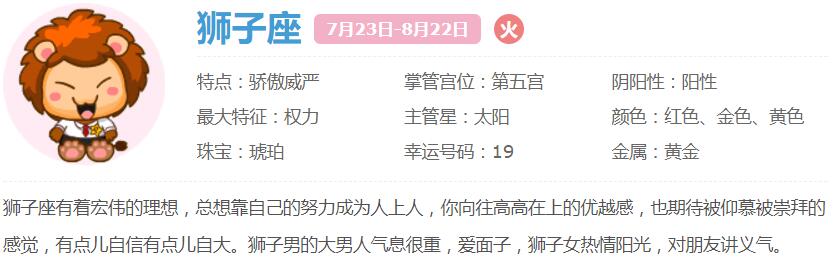 狮子座 7月23日-8月22日 火
特点：骄傲威严 掌管宫位：第五宫 阴阳性：阳性
最大特征：权力 主管星：太阳 颜色：红色、金色、黄色
珠宝：琥珀 幸运号码：19 金属：黄金
狮子座有着宏伟的理想，总想靠自己的努力成为人上人，你向往高高在上的优越感，也期待被仰慕被崇拜的
感觉，有点儿自信有点儿自大。狮子男的大男人气息很重，爱面子，狮子女热情阳光，对朋友讲义气。